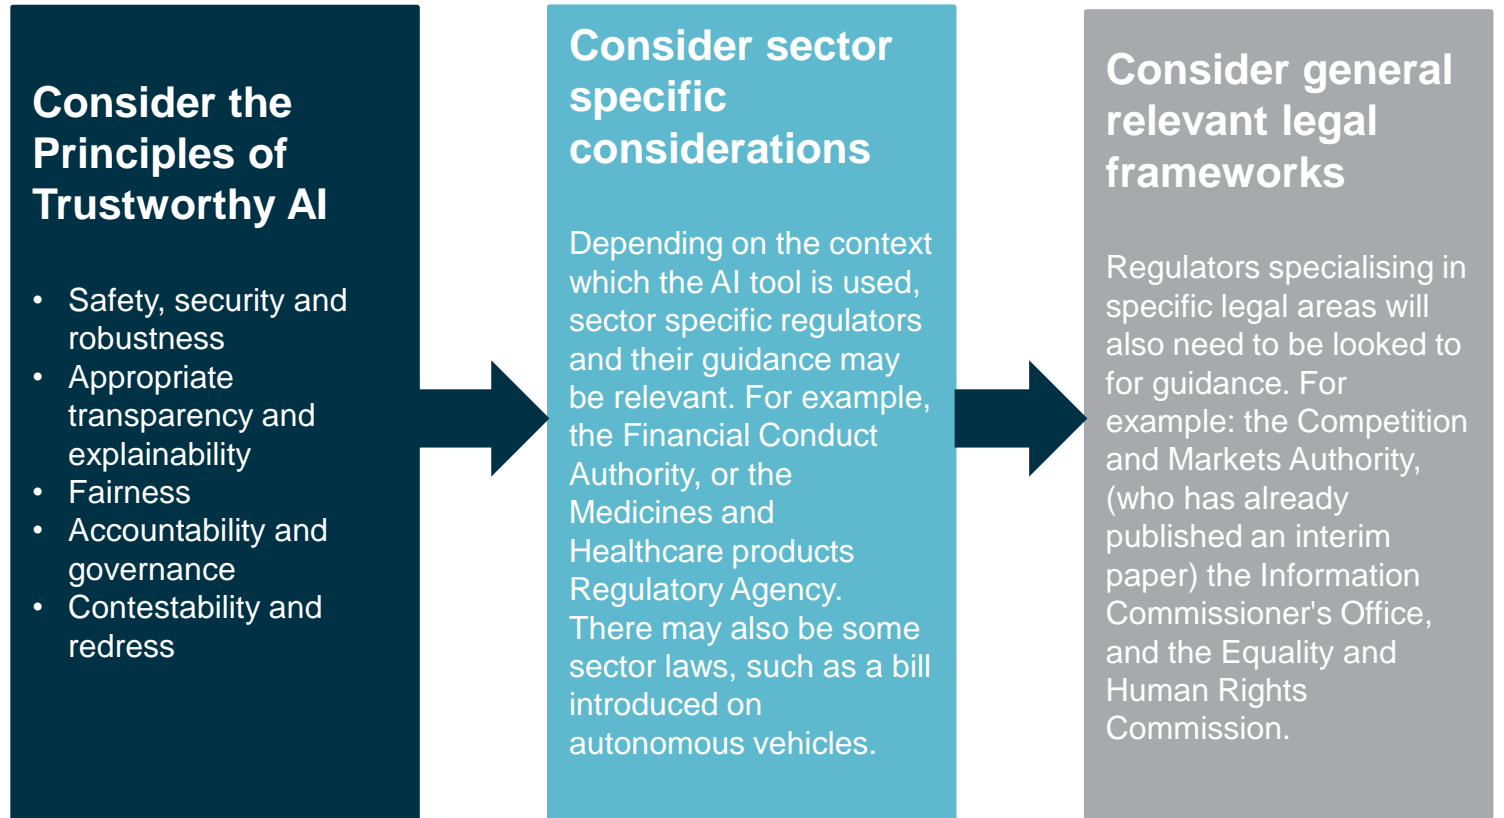 Consider the
Principles of
Trustworthy AI
• Safety, security and
robustness
• Appropriate
transparency and
explainability
• Fairness
• Accountability and
governance
• Contestability and
redress
Consider sector
specific
considerations
Depending on the context
which the AI tool is used,
sector specific regulators
and their guidance may
be relevant. For example,
the Financial Conduct
Authority, or the
Medicines and
Healthcare products
Regulatory Agency.
There may also be some
sector laws, such as a bill
introduced on
autonomous vehicles.
Consider general
relevant legal
frameworks
Regulators specialising in
specific legal areas will
also need to be looked to
for guidance. For
example: the Competition
and Markets Authority,
(who has already
published an interim
paper) the Information
Commissioner's Office,
and the Equality and
Human Rights
Commission.